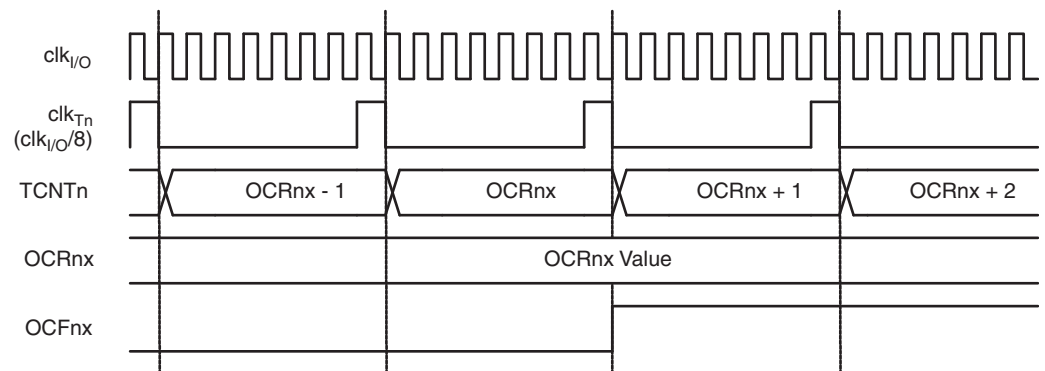 clkI/O
clkTn
(clkI/O/8)
TCNTn OCRnx - 1 OCRnx OCRnx + 1 OCRnx + 2
OCRnx OCRnx Value
OCFnx